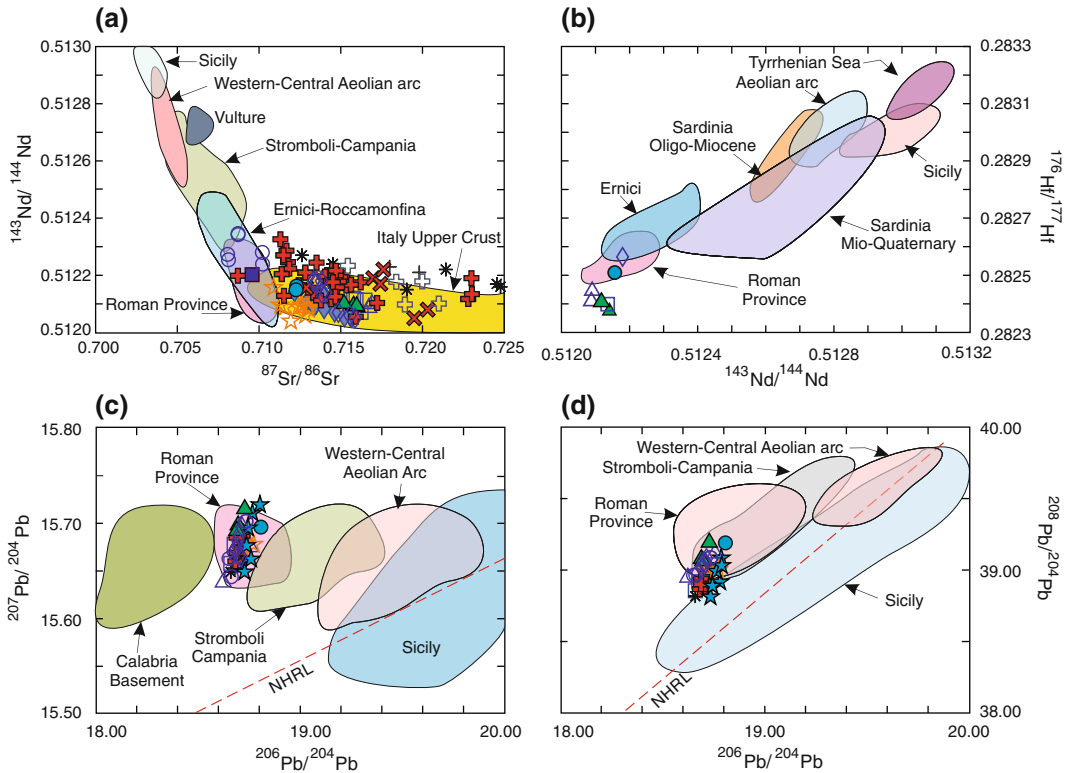 (a)
0.5130
0.5128
0.5126
0.5124
0.5122
0.5120
143Nd/144Nd
Sicily
Western-Central Aeolian arc
Vulture
Stromboli-Campania
Ernici-Roccamonfina
Italy Upper Crust
Roman Province
0.700
0.705
0.710
0.715
0.720
0.725
87Sr/86Sr
(b)
0.2833
0.2831
0.2829
0.2827
0.2825
0.2823
176Hf/177Hf
Tyrrhenian Sea
Aeolian arc
Sardinia
Oligo-Miocene
Ernici
Sicily
Sardinia
Mio-Quaternary
Roman
Province
0.5120
0.5124
0.5128
0.5132
143Nd/144Nd
(c)
15.80
15.70
15.60
15.50
207Pb/204Pb
Roman
Province
Western-Central
Aeolian Arc
Calabria
Basement
Stromboli
Campania
NHRL
Sicily
18.00
19.00
20.00
206Pb/204Pb
(d)
40.00
39.00
38.00
208Pb/204Pb
Western-Central Aeolian arc
Stromboli-Campania
Roman
Province
Sicily
NHRL
18.00
19.00
20.00
206Pb/204Pb